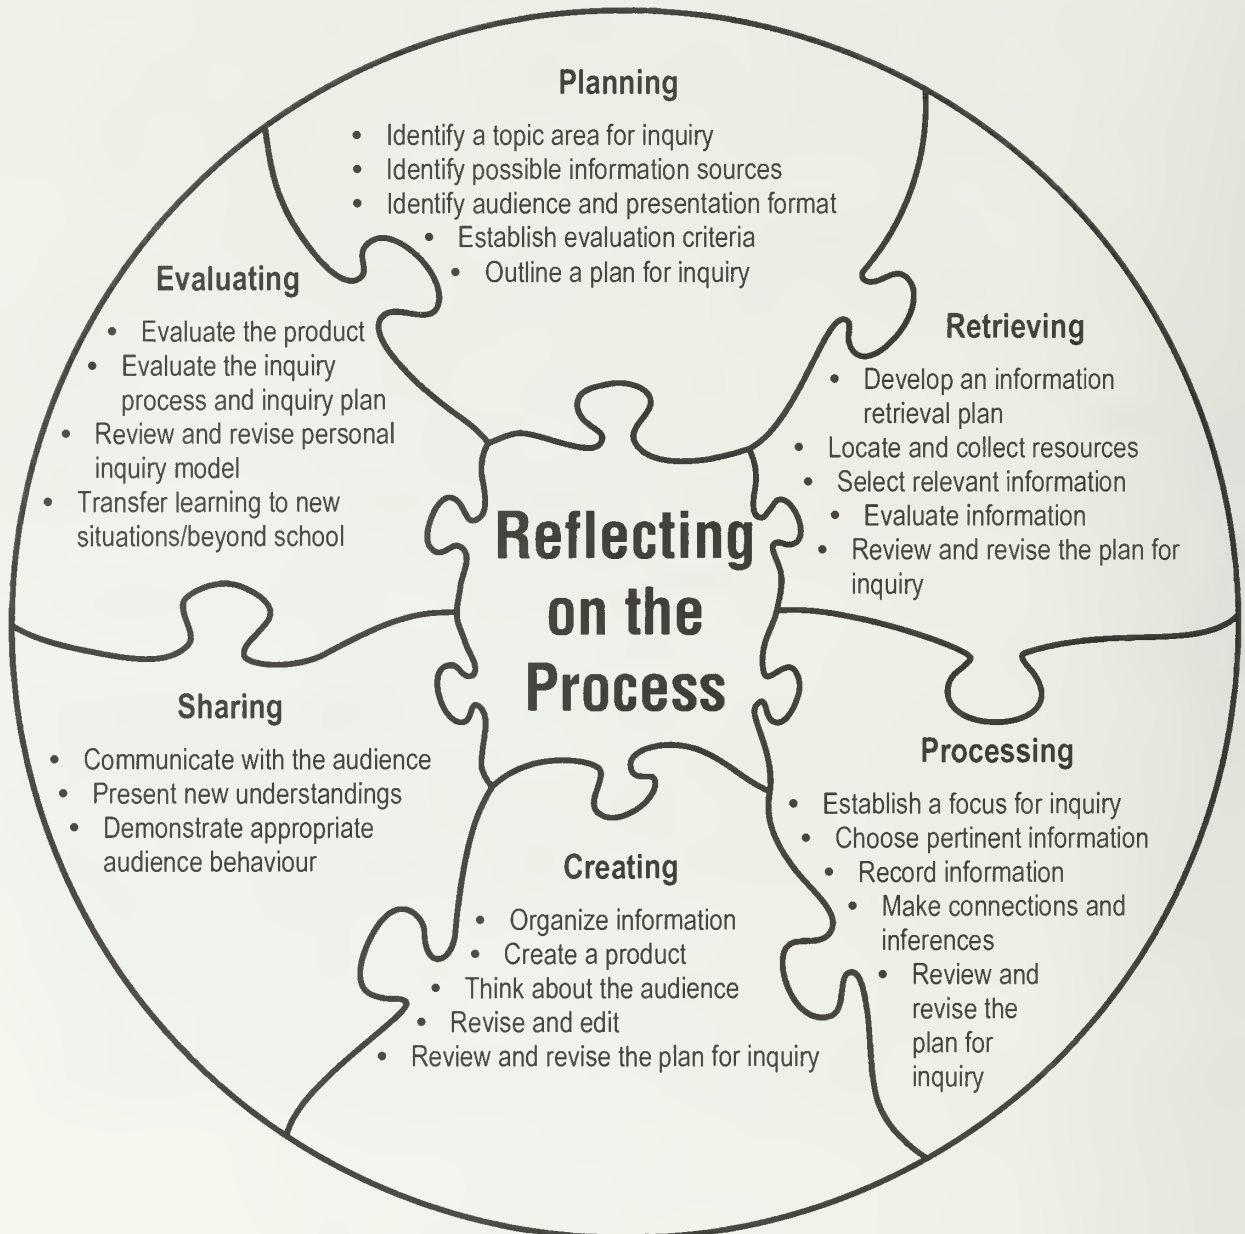 Planning
• Identify a topic area for inquiry
• Identify possible information sources
• Identify audience and presentation format
• Establish evaluation criteria
• Outline a plan for inquiry
Retrieving
• Develop an information
retrieval plan
• Locate and collect resources
• Select relevant information
• Evaluate information
• Review and revise the plan for
inquiry
Processing
• Establish a focus for inquiry
• Choose pertinent information
• Record information
• Make connections and
inferences
• Review and
revise the
plan for
inquiry
Creating
• Organize information
• Create a product
• Think about the audience
• Revise and edit
• Review and revise the plan for inquiry
Sharing
• Communicate with the audience
• Present new understandings
• Demonstrate appropriate
audience behaviour
Evaluating
• Evaluate the product
• Evaluate the inquiry
process and inquiry plan
• Review and revise personal
inquiry model
• Transfer learning to new
situations/beyond school
Reflecting
on the
Process